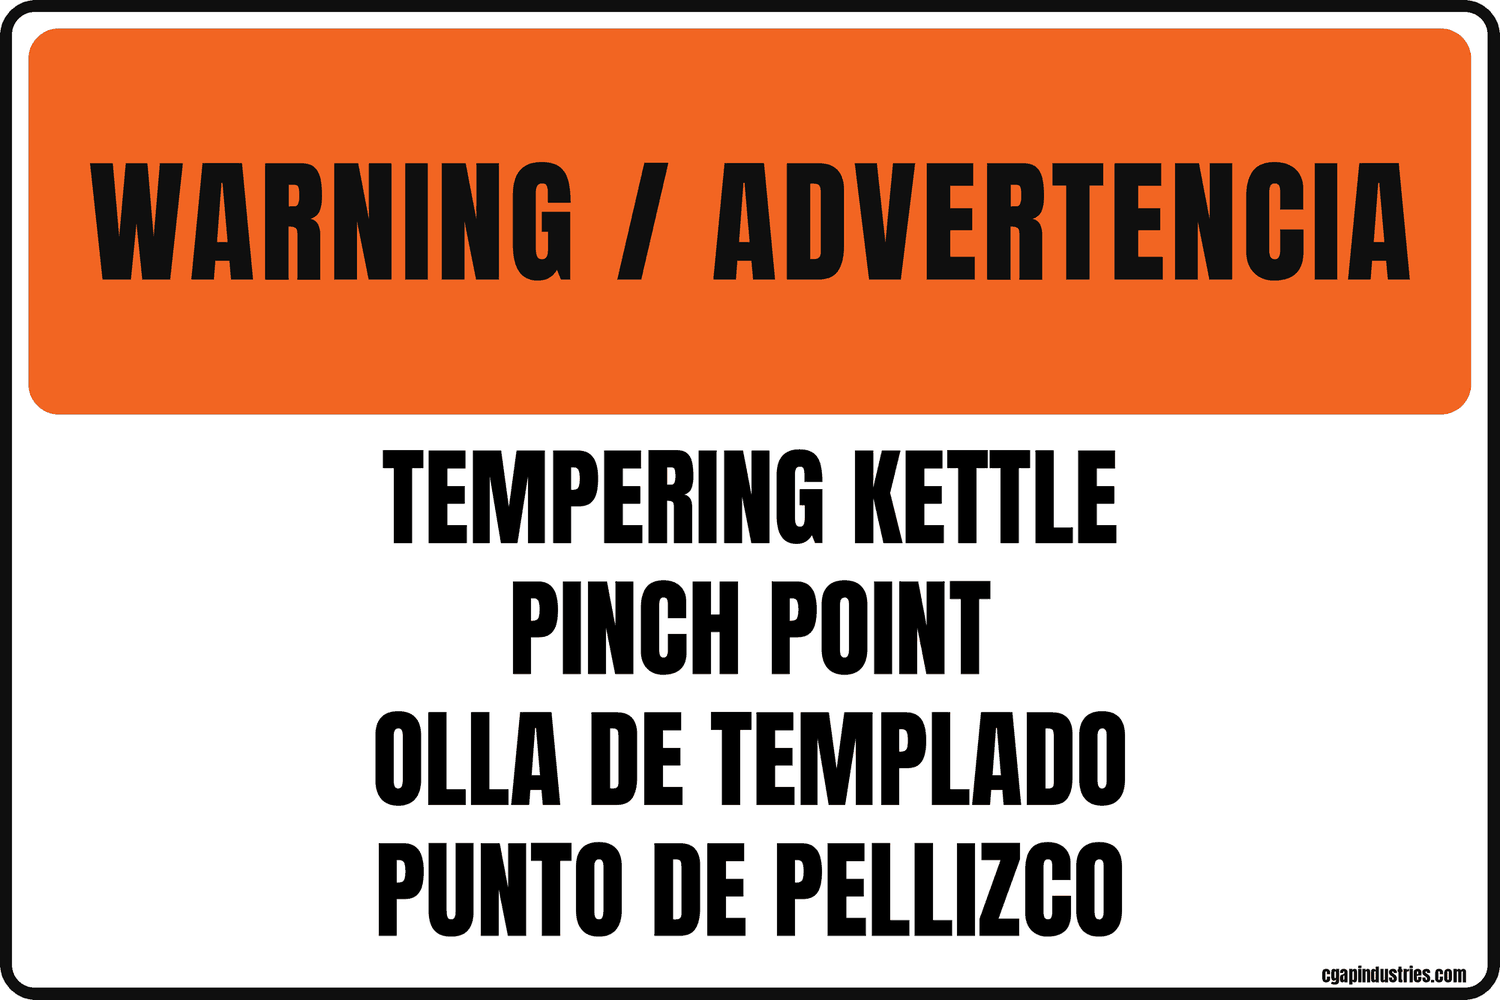 WARNING / ADVERTENCIA
TEMPERING KETTLE
PINCH POINT
OLLA DE TEMPLADO
PUNTO DE PELLIZCO
cgapindustries.com